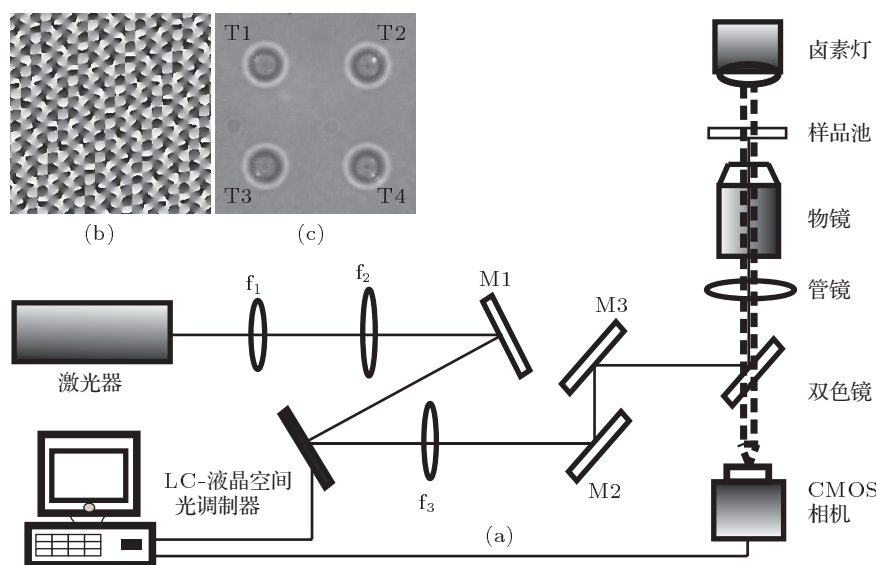 T1
T2
T3
T4
(b)
(c)
卤素灯
样品池
物镜
管镜
双色镜
CMOS
相机
f₁
f₂
M1
M3
激光器
LC-液晶空间
光调制器
f₃
M2
(a)